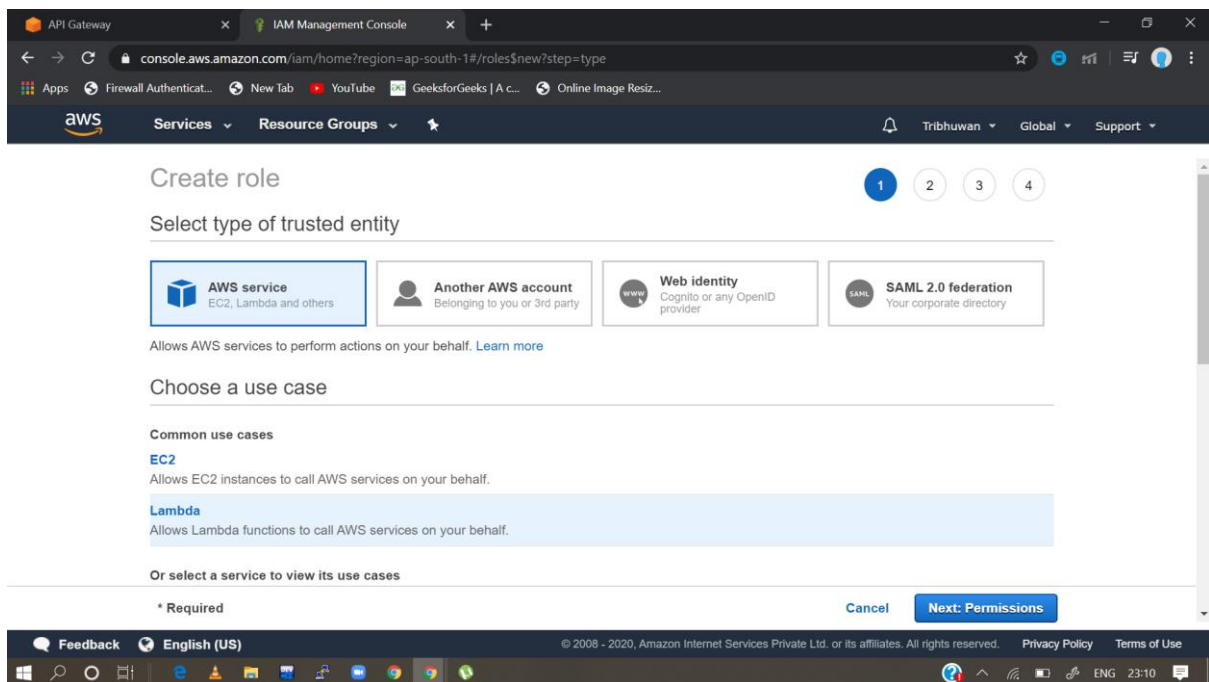 API Gateway
IAM Management Console
console.aws.amazon.com/iam/home?region=ap-south-1#/roles$new?step=type
Apps Firewall Authenticat... New Tab YouTube GeeksforGeeks | A c... Online Image Resiz...
aws Services Resource Groups Tribhuwan Global Support
Create role
1 2 3 4
Select type of trusted entity
AWS service
EC2, Lambda and others
Another AWS account
Belonging to you or 3rd party
www
Web identity
Cognito or any OpenID
provider
SAML
SAML 2.0 federation
Your corporate directory
Allows AWS services to perform actions on your behalf. Learn more
Choose a use case
Common use cases
EC2
Allows EC2 instances to call AWS services on your behalf.
Lambda
Allows Lambda functions to call AWS services on your behalf.
Or select a service to view its use cases
* Required
Cancel Next: Permissions
Feedback English (US) © 2008 - 2020, Amazon Internet Services Private Ltd. or its affiliates. All rights reserved. Privacy Policy Terms of Use
ENG 23:10